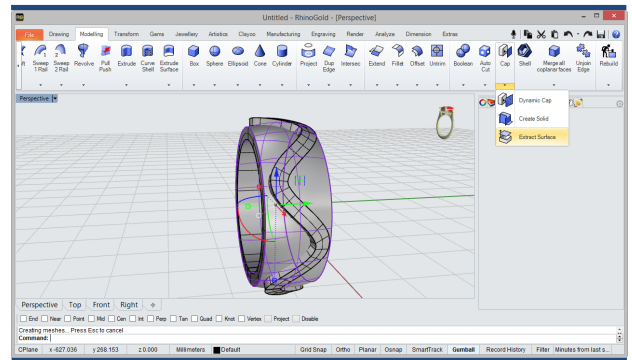 RG
Untitled - RhinoGold - [Perspective]
File Drawing Modelling Transform Gems Jewellery Artistics Clayoo Manufacturing Engraving Render Analyze Dimension Extras
Sweep 1 Rail
Sweep 2 Rail
Revolve
Pull Push
Extrude
Curve Shell
Extrude Surface
Box
Sphere
Ellipsoid
Cone
Cylinder
Project
Dup Edge
Intersec
Extend
Fillet
Offset
Untrim
Boolean
Auto Cut
Cap
Shell
Merge all coplanar faces
Unjoin Edge
Rebuild
Perspective
Dynamic Cap
Create Solid
Extract Surface
Perspective Top Front Right
End Near Point Mid Cen Int Perp Tan Quad Knot Vertex Project Disable
Creating meshes... Press Esc to cancel
Command:
CPlane x -627.036 y 268.153 z 0.000 Millimeters Default Grid Snap Ortho Planar Osnap SmartTrack Gumball Record History Filter Minutes from last s...